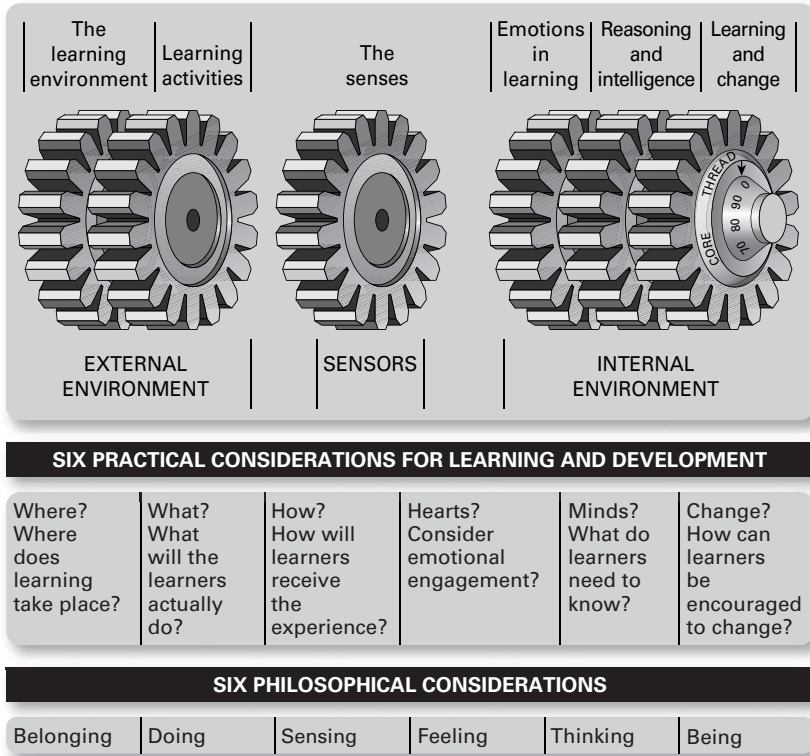 The
learning
environment
Learning
activities
The
senses
Emotions
in
learning
Reasoning
and
intelligence
Learning
and
change
CORE THREAD
70 80 90 0
EXTERNAL
ENVIRONMENT
SENSORS
INTERNAL
ENVIRONMENT
SIX PRACTICAL CONSIDERATIONS FOR LEARNING AND DEVELOPMENT
Where?
Where
does
learning
take place?
What?
What
will the
learners
actually
do?
How?
How will
learners
receive
the
experience?
Hearts?
Consider
emotional
engagement?
Minds?
What do
learners
need to
know?
Change?
How can
learners
be
encouraged
to change?
SIX PHILOSOPHICAL CONSIDERATIONS
Belonging
Doing
Sensing
Feeling
Thinking
Being